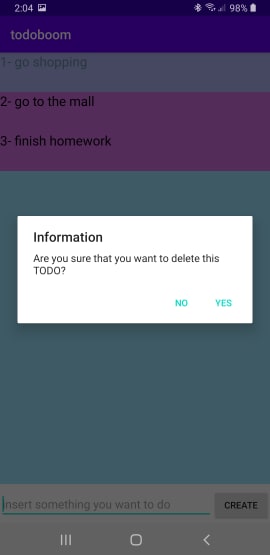 2:04 98%
todoboom
1- go shopping
2- go to the mall
3- finish homework
Information
Are you sure that you want to delete this
TODO?
NO YES
insert something you want to do CREATE